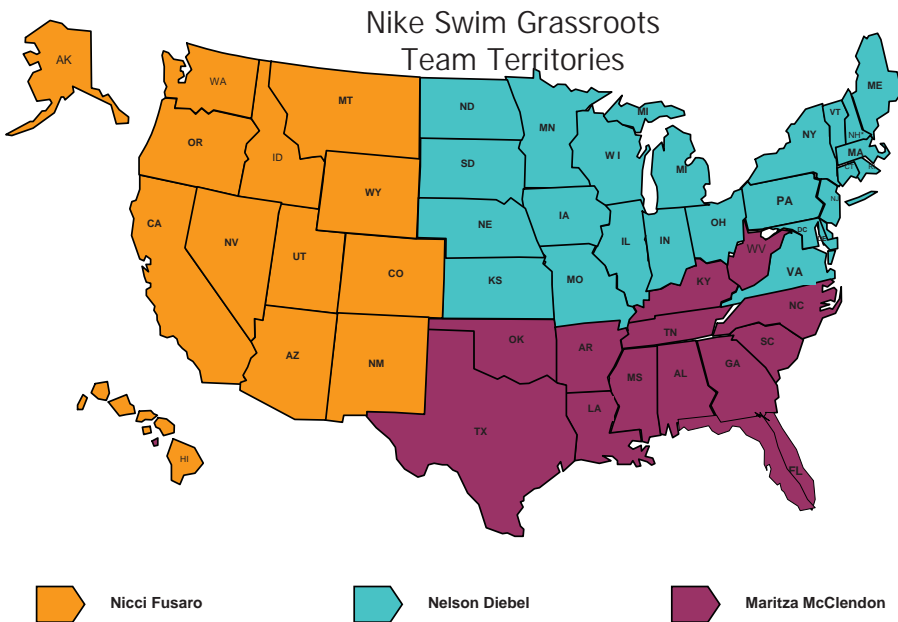 Nike Swim Grassroots
Team Territories
AK
WA
MT
ND
MN
MI
ME
VT
NH*
NY
MA
CT
RI
OR
ID
SD
WI
MI
WY
PA
NJ
CA
NV
NE
IA
OH
IL
IN
DC
DE
UT
CO
KS
MO
WV
VA
KY
NC
AZ
NM
OK
AR
TN
SC
MS
AL
GA
LA
TX
FL
HI
Nicci Fusaro
Nelson Diebel
Maritza McClendon